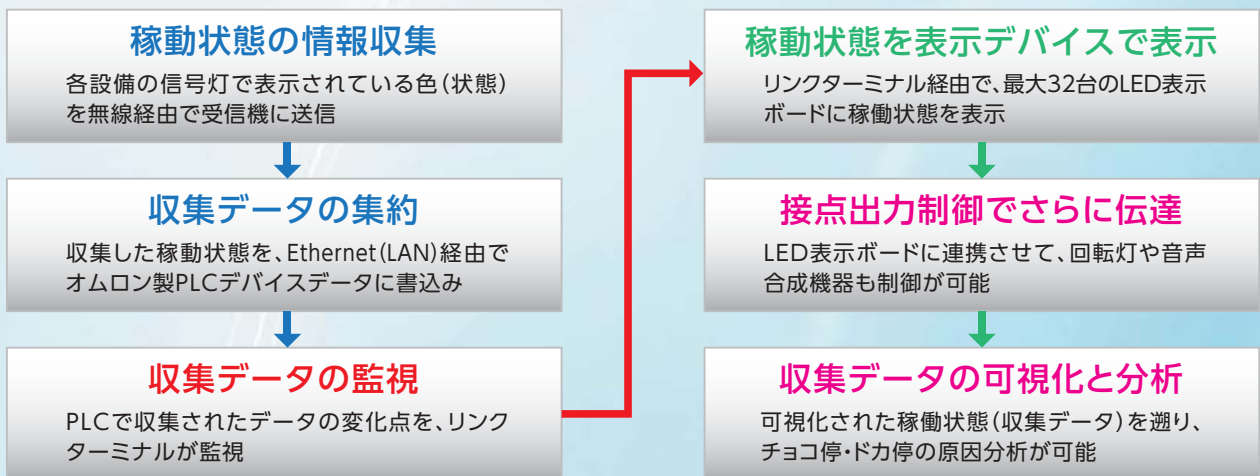 稼動状態の情報収集
各設備の信号灯で表示されている色(状態)
を無線経由で受信機に送信
収集データの集約
収集した稼動状態を、Ethernet(LAN)経由で
オムロン製PLCデバイスデータに書込み
収集データの監視
PLCで収集されたデータの変化点を、リンク
ターミナルが監視
稼動状態を表示デバイスで表示
リンクターミナル経由で、最大32台のLED表示
ボードに稼働状態を表示
接点出力制御でさらに伝達
LED表示ボードに連携させて、回転灯や音声
合成機器も制御が可能
収集データの可視化と分析
可視化された稼働状態(収集データ)を遡り、
チョコ停・ドカ停の原因分析が可能